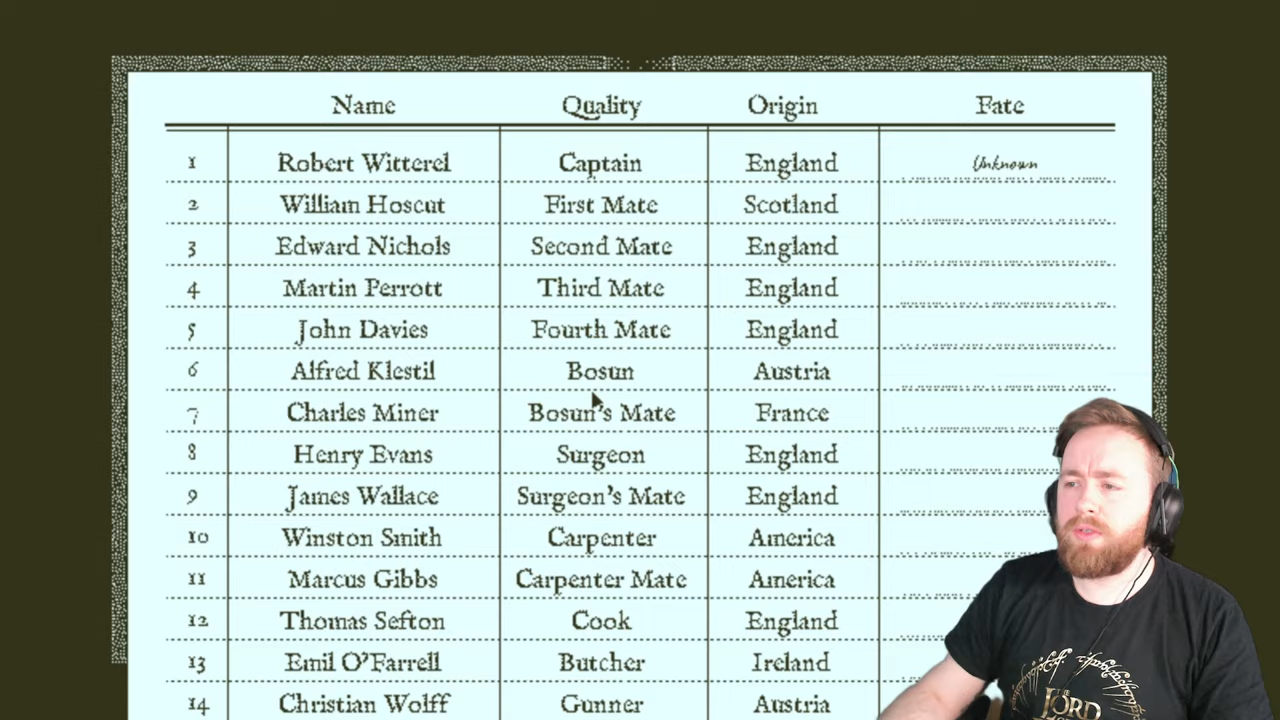 Name Quality Origin Fate
1 Robert Witterel Captain England Unknown
2 William Hoscut First Mate Scotland
3 Edward Nichols Second Mate England
4 Martin Perrott Third Mate England
5 John Davies Fourth Mate England
6 Alfred Klestil Bosun Austria
7 Charles Miner Bosun's Mate France
8 Henry Evans Surgeon England
9 James Wallace Surgeon's Mate England
10 Winston Smith Carpenter America
11 Marcus Gibbs Carpenter Mate America
12 Thomas Sefton Cook England
13 Emil O'Farrell Butcher Ireland
14 Christian Wolff Gunner Austria
THE
LORD